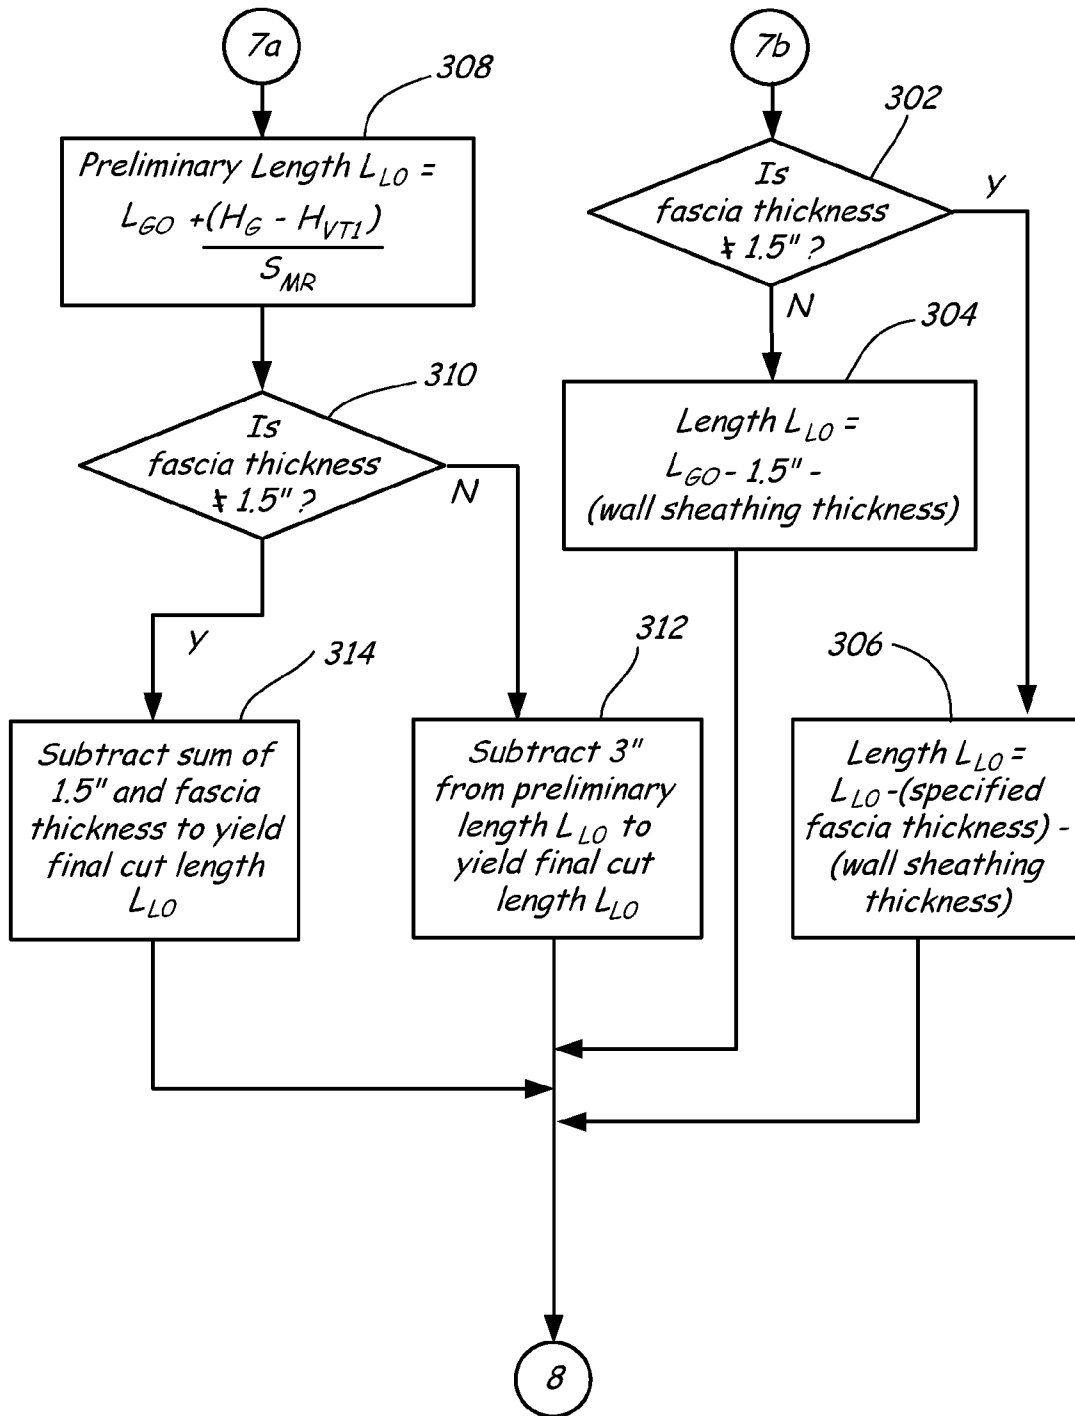 7a
308
Preliminary Length L_LO =
L_GO +(H_G - H_VT1)
S_MR
310
Is
fascia thickness
≠ 1.5" ?
N
Y
314
Subtract sum of
1.5" and fascia
thickness to yield
final cut length
L_LO
312
Subtract 3"
from preliminary
length L_LO to
yield final cut
length L_LO
7b
302
Is
fascia thickness
≠ 1.5" ?
Y
N
304
Length L_LO =
L_GO - 1.5" -
(wall sheathing thickness)
306
Length L_LO =
L_LO -(specified
fascia thickness) -
(wall sheathing
thickness)
8